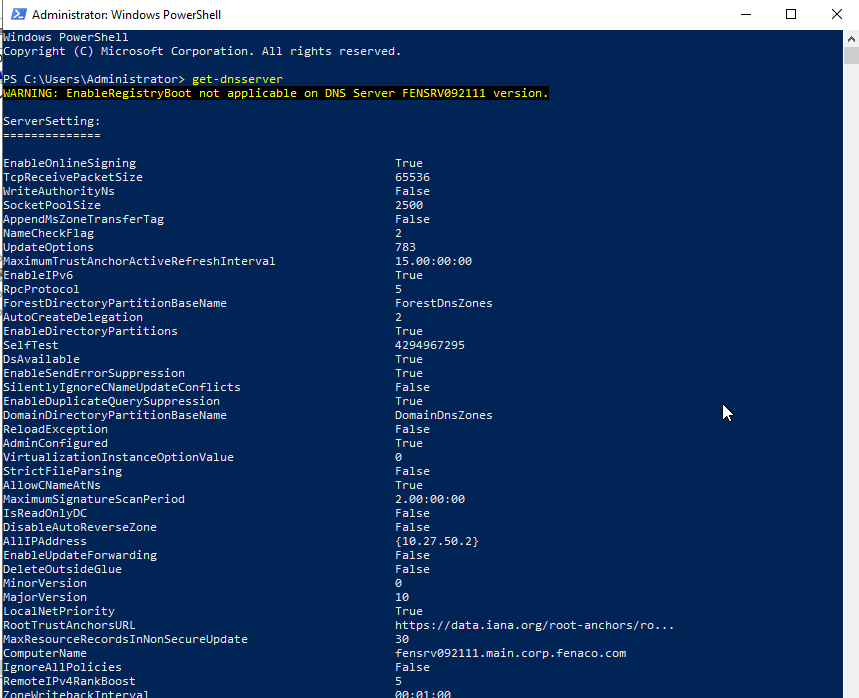 Administrator: Windows PowerShell
Windows PowerShell
Copyright (C) Microsoft Corporation. All rights reserved.
PS C:\Users\Administrator> get-dnsserver
WARNING: EnableRegistryBoot not applicable on DNS Server FENSRV092111 version.
ServerSetting:
==============
EnableOnlineSigning True
TcpReceivePacketSize 65536
WriteAuthorityNs False
SocketPoolSize 2500
AppendMsZoneTransferTag False
NameCheckFlag 2
UpdateOptions 783
MaximumTrustAnchorActiveRefreshInterval 15.00:00:00
EnableIPv6 True
RpcProtocol 5
ForestDirectoryPartitionBaseName ForestDnsZones
AutoCreateDelegation 2
EnableDirectoryPartitions True
SelfTest 4294967295
DsAvailable True
EnableSendErrorSuppression True
SilentlyIgnoreCNameUpdateConflicts False
EnableDuplicateQuerySuppression True
DomainDirectoryPartitionBaseName DomainDnsZones
ReloadException False
AdminConfigured True
VirtualizationInstanceOptionValue 0
StrictFileParsing False
AllowCNameAtNs True
MaximumSignatureScanPeriod 2.00:00:00
IsReadOnlyDC False
DisableAutoReverseZone False
AllIPAddress {10.27.50.2}
EnableUpdateForwarding False
DeleteOutsideGlue False
MinorVersion 0
MajorVersion 10
LocalNetPriority True
RootTrustAnchorsURL https://data.iana.org/root-anchors/ro...
MaxResourceRecordsInNonSecureUpdate 30
ComputerName fensrv092111.main.corp.fenaco.com
IgnoreAllPolicies False
RemoteIPv4RankBoost 5
ZoneWritebackInterval 00:01:00